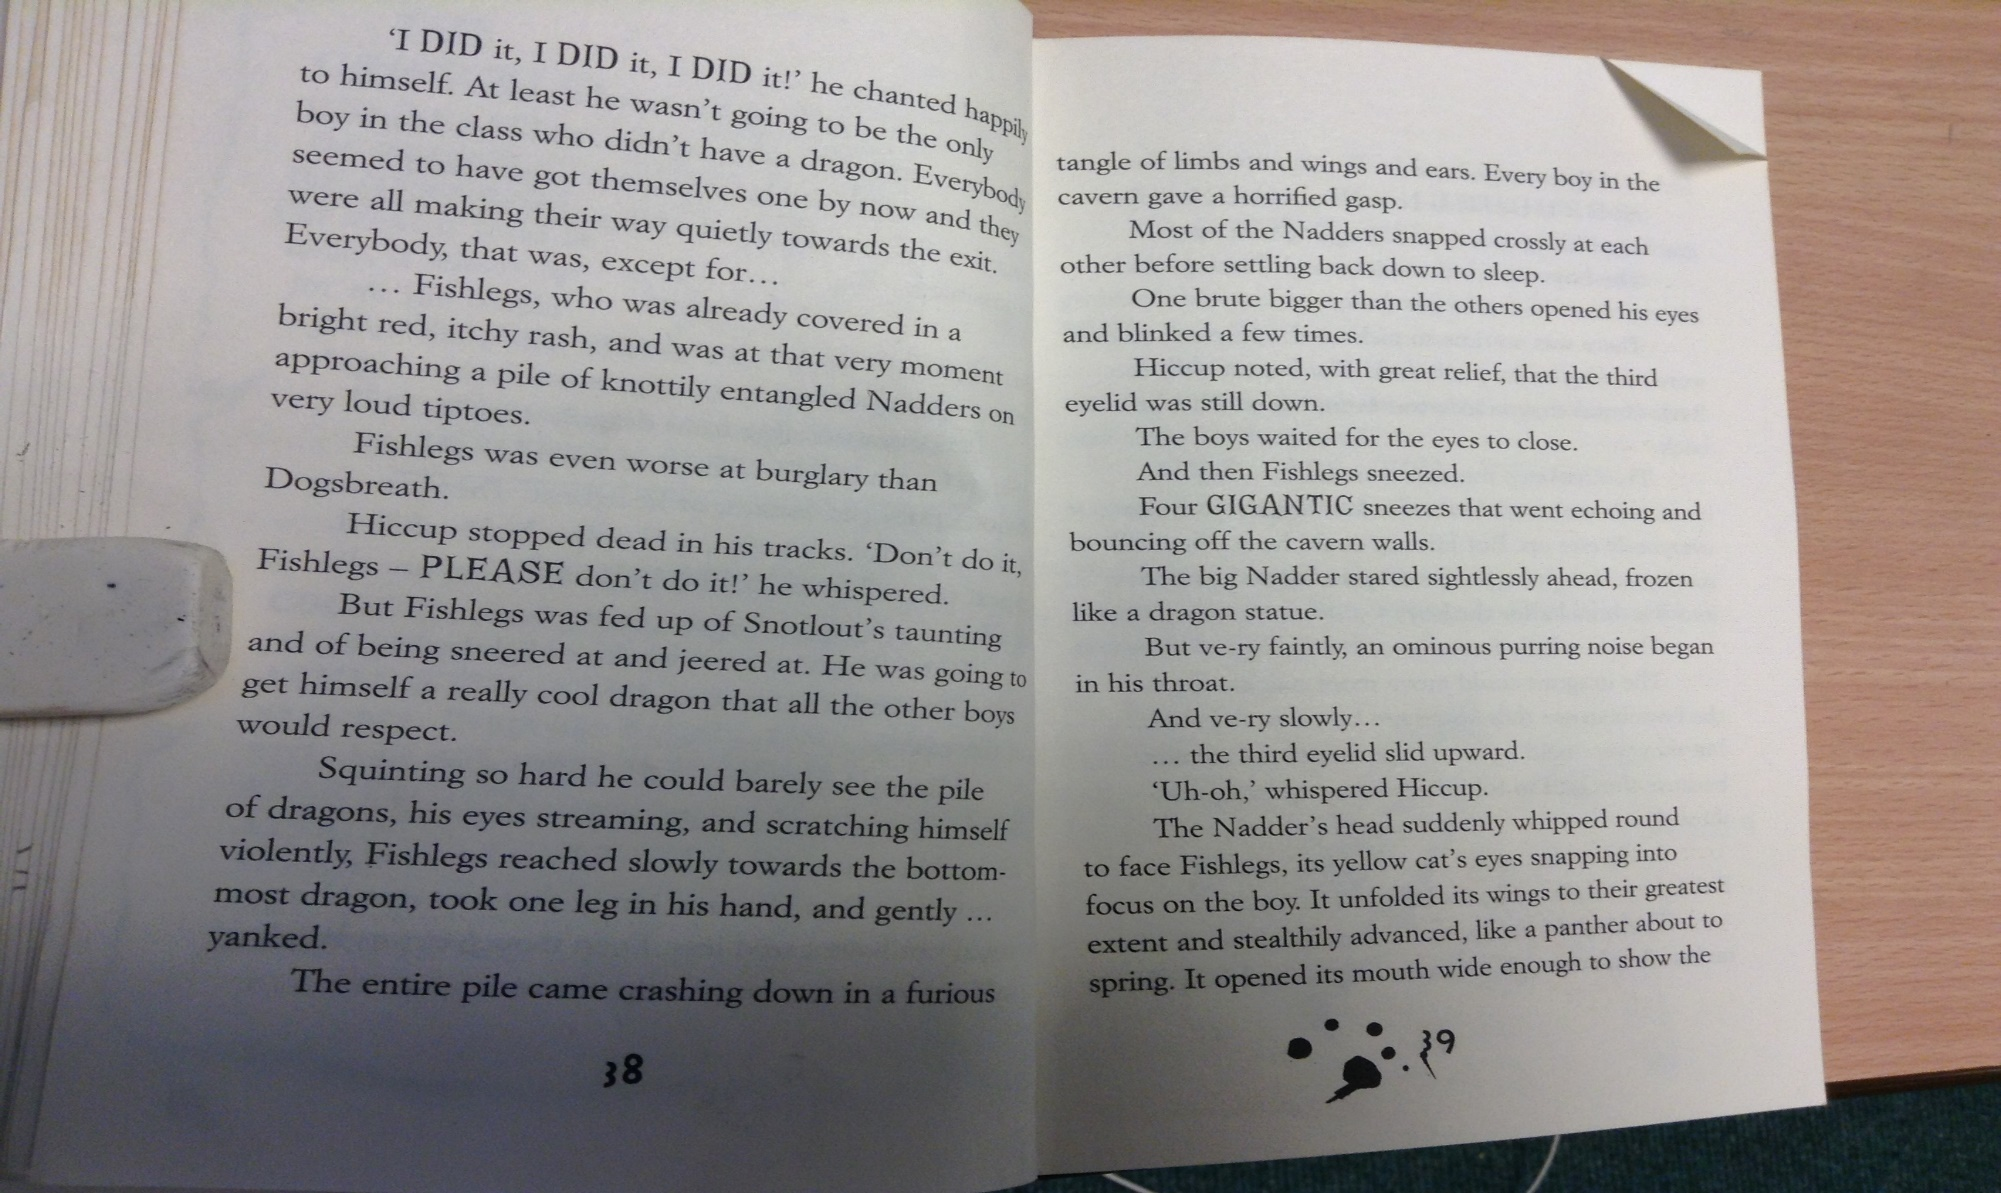 ‘I DID it, I DID it, I DID it!’ he chanted happily
to himself. At least he wasn’t going to be the only
boy in the class who didn’t have a dragon. Everybody
seemed to have got themselves one by now and they
were all making their way quietly towards the exit.
Everybody, that was, except for…
… Fishlegs, who was already covered in a
bright red, itchy rash, and was at that very moment
approaching a pile of knottily entangled Nadders on
very loud tiptoes.
Fishlegs was even worse at burglary than
Dogsbreath.
Hiccup stopped dead in his tracks. ‘Don’t do it,
Fishlegs – PLEASE don’t do it!’ he whispered.
But Fishlegs was fed up of Snotlout’s taunting
and of being sneered at and jeered at. He was going to
get himself a really cool dragon that all the other boys
would respect.
Squinting so hard he could barely see the pile
of dragons, his eyes streaming, and scratching himself
violently, Fishlegs reached slowly towards the bottom-
most dragon, took one leg in his hand, and gently …
yanked.
The entire pile came crashing down in a furious
38
tangle of limbs and wings and ears. Every boy in the
cavern gave a horrified gasp.
Most of the Nadders snapped crossly at each
other before settling back down to sleep.
One brute bigger than the others opened his eyes
and blinked a few times.
Hiccup noted, with great relief, that the third
eyelid was still down.
The boys waited for the eyes to close.
And then Fishlegs sneezed.
Four GIGANTIC sneezes that went echoing and
bouncing off the cavern walls.
The big Nadder stared sightlessly ahead, frozen
like a dragon statue.
But ve-ry faintly, an ominous purring noise began
in his throat.
And ve-ry slowly…
… the third eyelid slid upward.
‘Uh-oh,’ whispered Hiccup.
The Nadder’s head suddenly whipped round
to face Fishlegs, its yellow cat’s eyes snapping into
focus on the boy. It unfolded its wings to their greatest
extent and stealthily advanced, like a panther about to
spring. It opened its mouth wide enough to show the
39